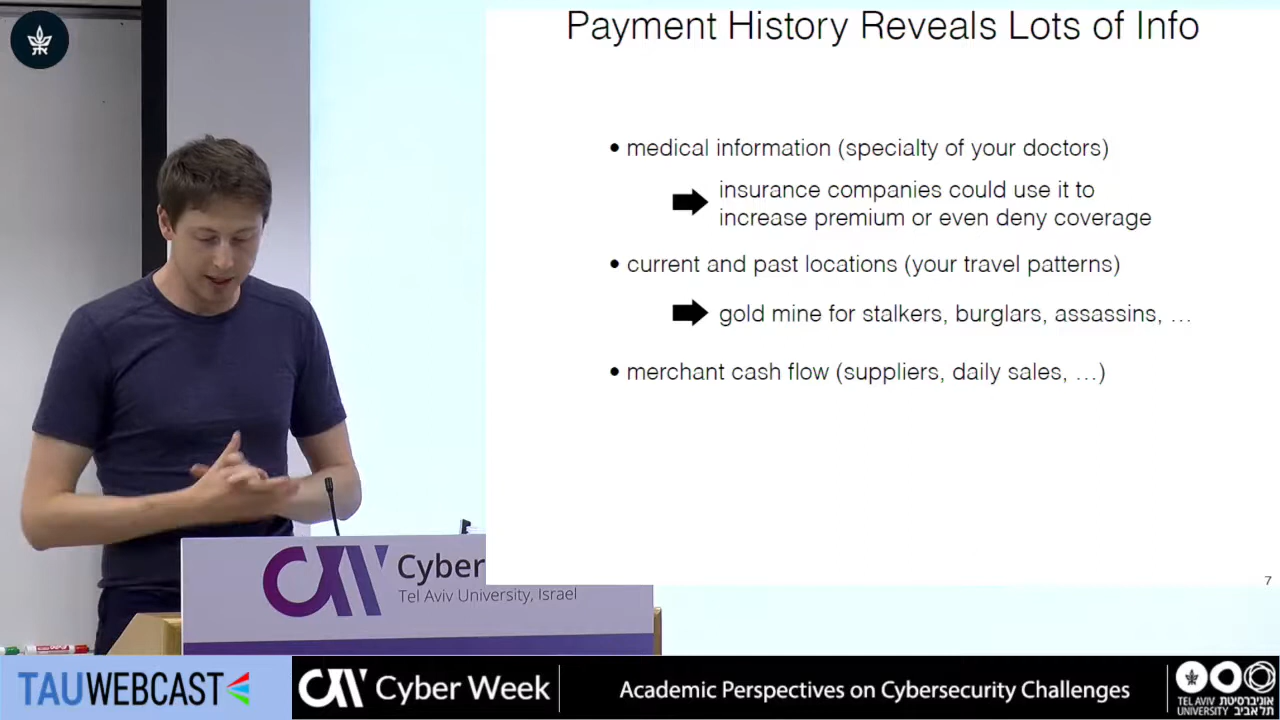 Payment History Reveals Lots of Info
• medical information (specialty of your doctors)
insurance companies could use it to
increase premium or even deny coverage
• current and past locations (your travel patterns)
gold mine for stalkers, burglars, assassins, …
• merchant cash flow (suppliers, daily sales, …)
7
Cyber
Tel Aviv University, Israel
TAUWEBCAST
Cyber Week
Academic Perspectives on Cybersecurity Challenges
TEL AVIV אוניברסיטת
UNIVERSITY תל אביב